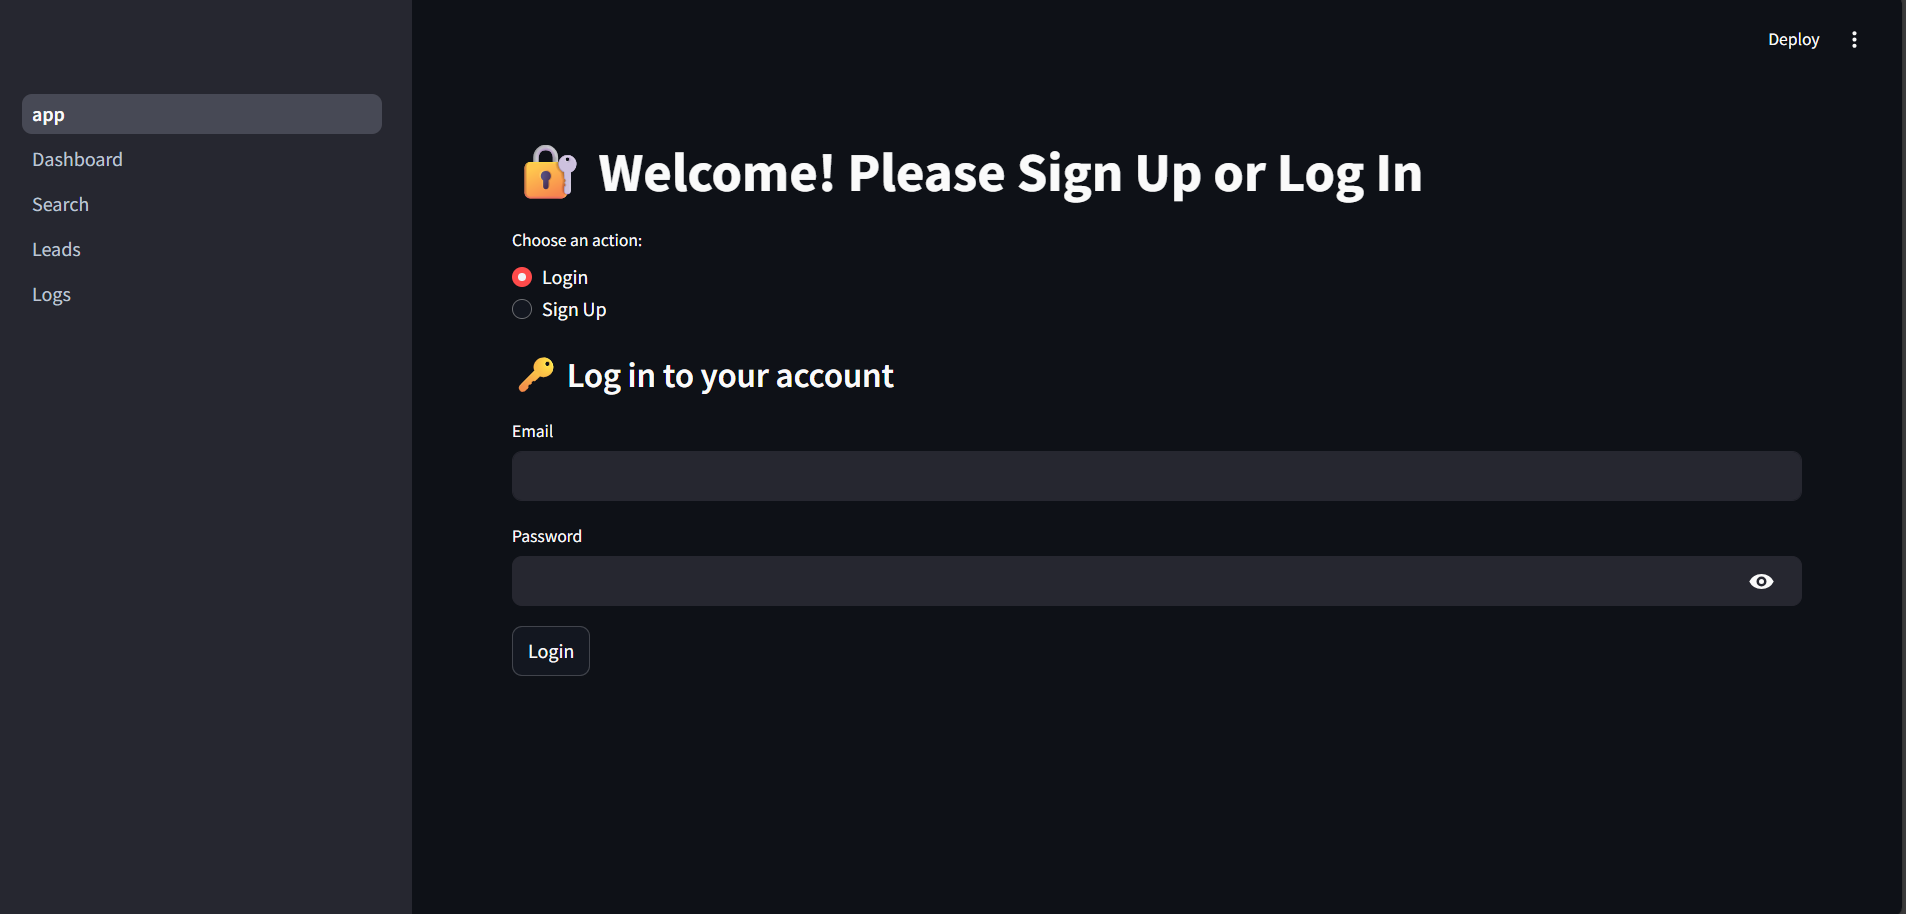 Deploy
app
Dashboard
Search
Leads
Logs
Welcome! Please Sign Up or Log In
Choose an action:
Login
Sign Up
Log in to your account
Email
Password
Login